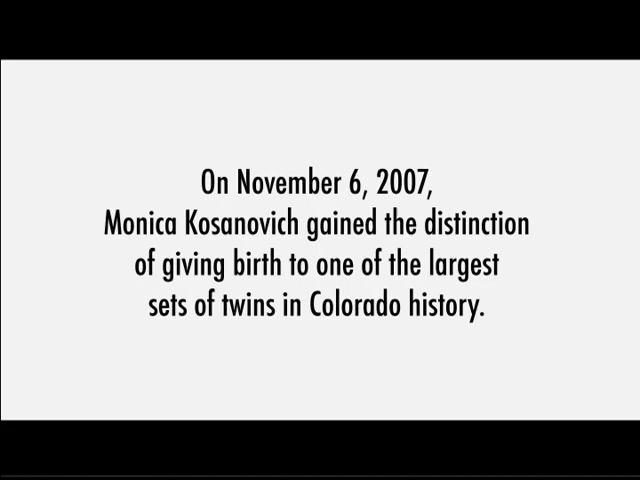 On November 6, 2007,
Monica Kosanovich gained the distinction
of giving birth to one of the largest
sets of twins in Colorado history.